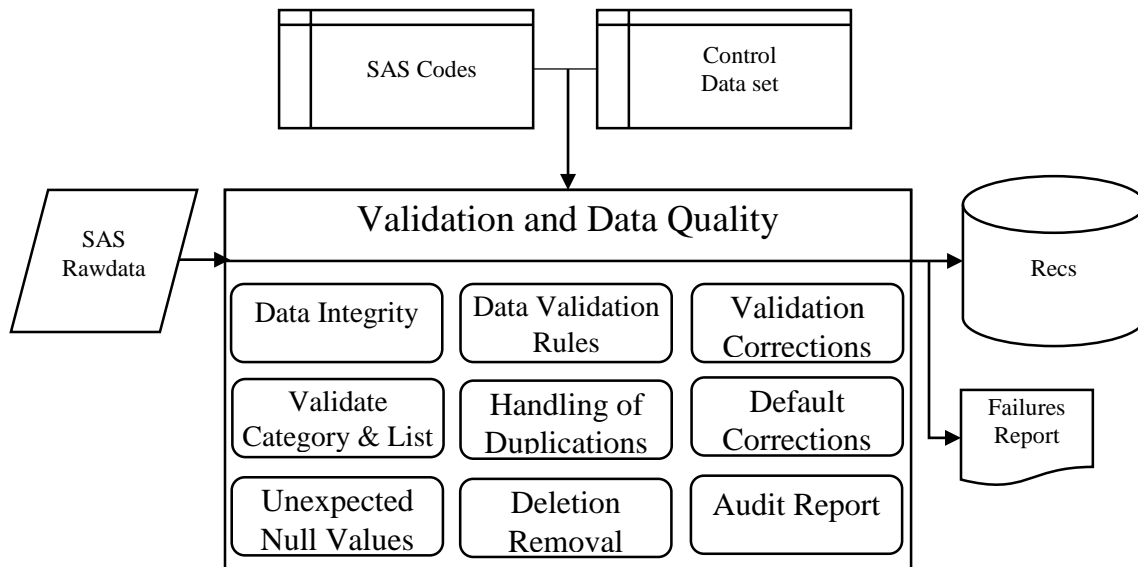 SAS Codes
Control
Data set
SAS
Rawdata
Validation and Data Quality
Recs
Data Integrity
Data Validation
Rules
Validation
Corrections
Validate
Category & List
Handling of
Duplications
Default
Corrections
Failures
Report
Unexpected
Null Values
Deletion
Removal
Audit Report